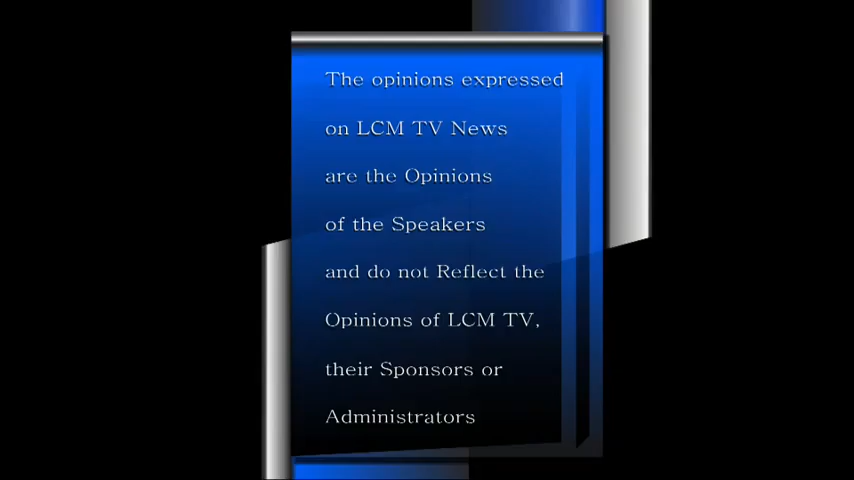 The opinions expressed
on LCM TV News
are the Opinions
of the Speakers
and do not Reflect the
Opinions of LCM TV,
their Sponsors or
Administrators